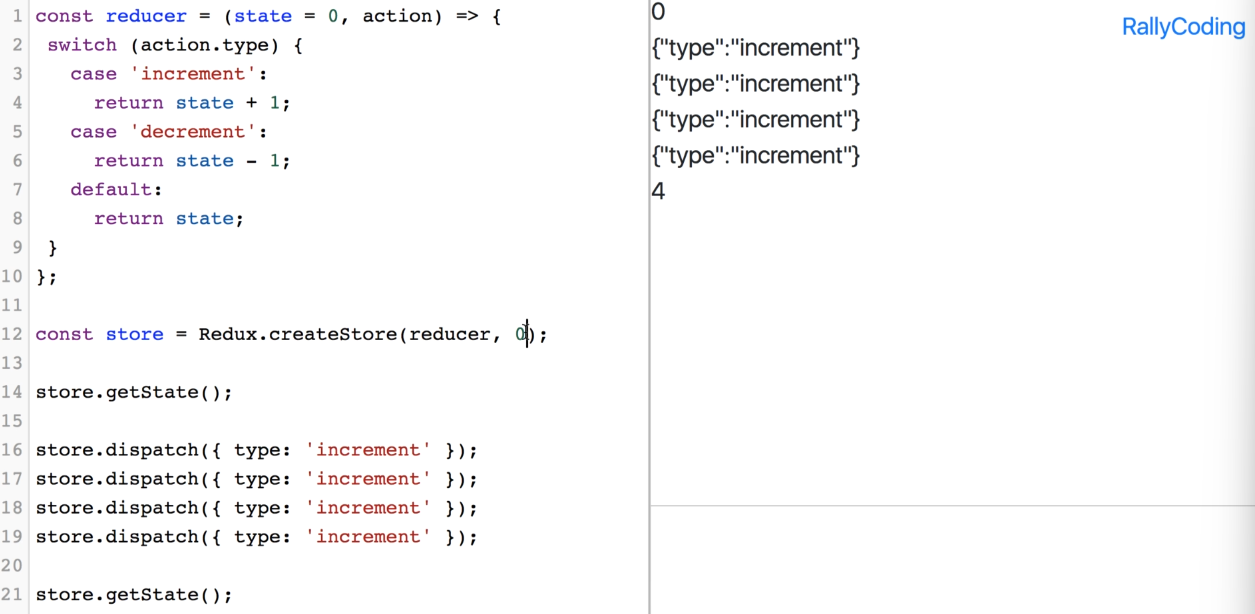 1 const reducer = (state = 0, action) => {
2 switch (action.type) {
3 case 'increment':
4 return state + 1;
5 case 'decrement':
6 return state - 1;
7 default:
8 return state;
9 }
10 };
11
12 const store = Redux.createStore(reducer, 0);
13
14 store.getState();
15
16 store.dispatch({ type: 'increment' });
17 store.dispatch({ type: 'increment' });
18 store.dispatch({ type: 'increment' });
19 store.dispatch({ type: 'increment' });
20
21 store.getState();
0
{"type":"increment"}
{"type":"increment"}
{"type":"increment"}
{"type":"increment"}
4
RallyCoding